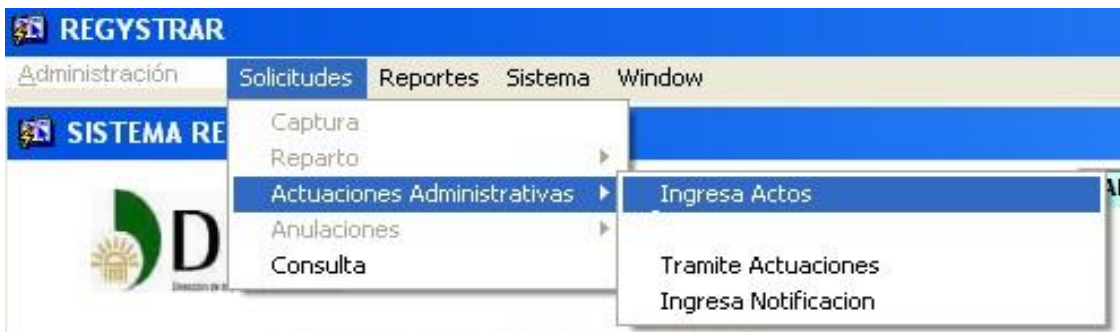 REGYSTRAR
Administración Solicitudes Reportes Sistema Window
SISTEMA RE
Captura
Reparto
Actuaciones Administrativas
Ingresa Actos
Anulaciones
Consulta
Tramite Actuaciones
Ingresa Notificacion
D